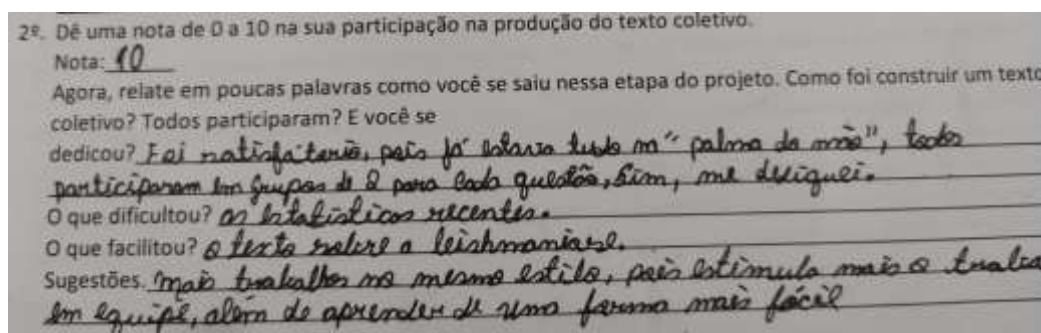 2º. Dê uma nota de 0 a 10 na sua participação na produção do texto coletivo.
Nota: 10
Agora, relate em poucas palavras como você se saiu nessa etapa do projeto. Como foi construir um texto
coletivo? Todos participaram? E você se
dedicou? Foi satisfatorio, pois já estava tudo na "palma da mão", todos
participaram em grupos de 2 para cada questão, sim, me dediquei.
O que dificultou? as estatísticas recentes.
O que facilitou? o texto sobre a leishmaniase.
Sugestões. mais trabalhos no mesmo estilo, pois estimula mais o
em equipe, além de aprender de uma forma mais fácil